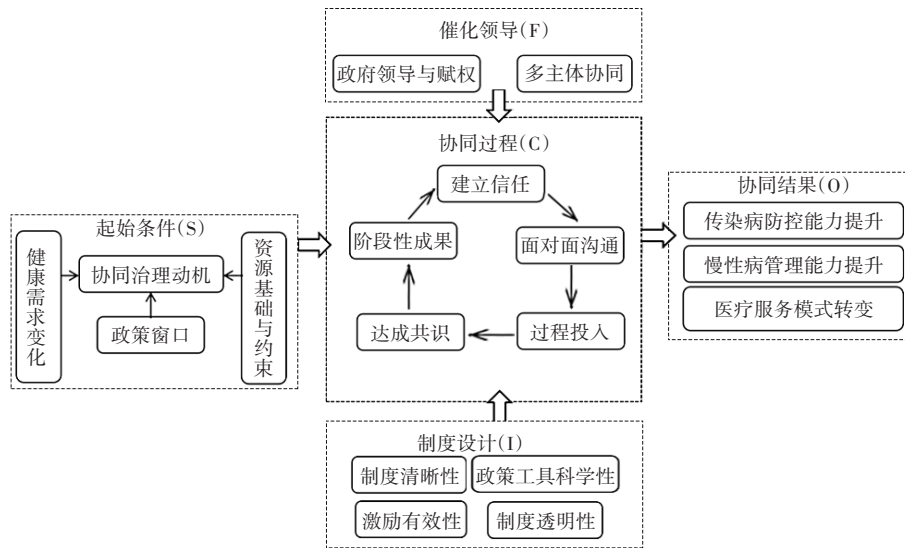 催化领导(F)
政府领导与赋权
多主体协同
协同过程(C)
建立信任
面对面沟通
过程投入
达成共识
阶段性成果
起始条件(S)
健康需求变化
协同治理动机
政策窗口
资源基础与约束
协同结果(O)
传染病防控能力提升
慢性病管理能力提升
医疗服务模式转变
制度设计(I)
制度清晰性
政策工具科学性
激励有效性
制度透明性